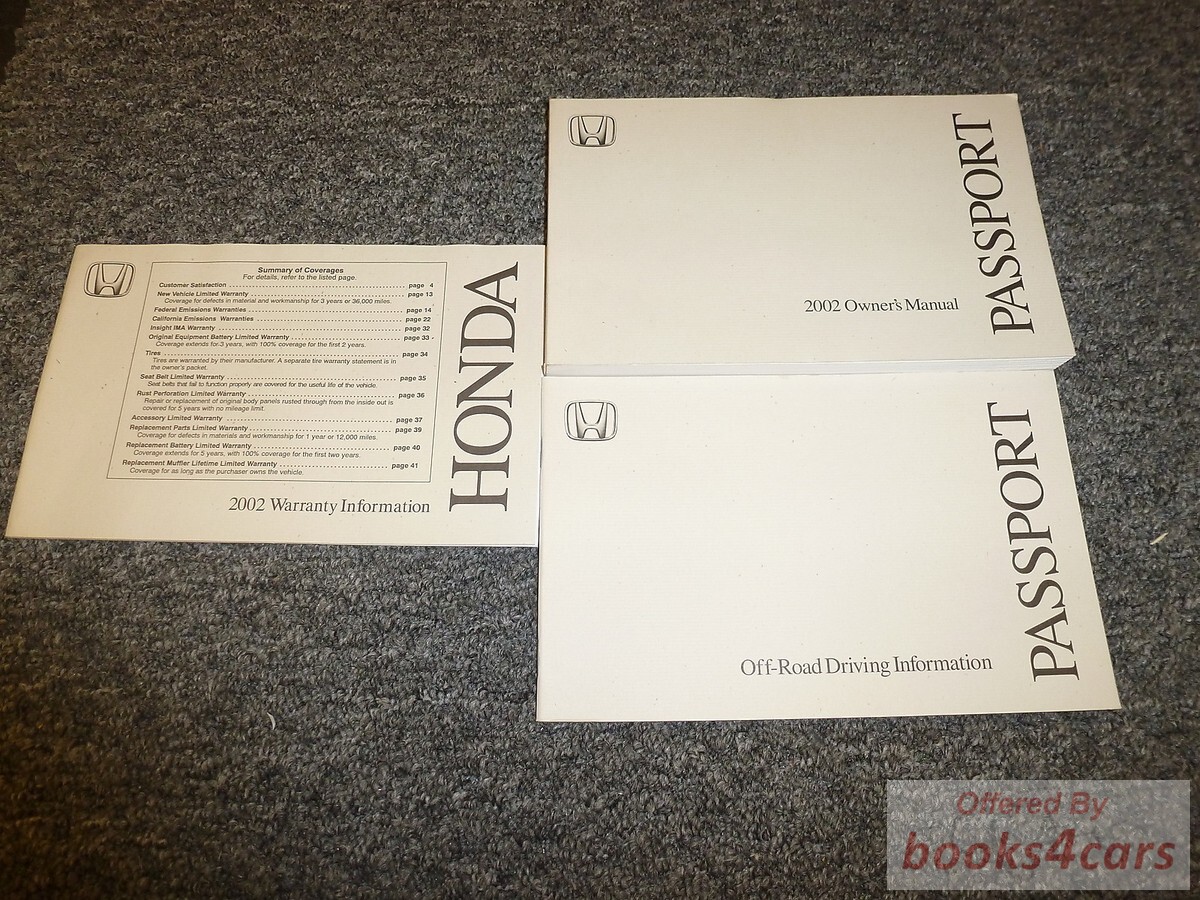 Summary of Coverages
For details, refer to the listed page.
Customer Satisfaction ........ page 4
New Vehicle Limited Warranty ........ page 13
Coverage for defects in material and workmanship for 3 years or 36,000 miles.
Federal Emissions Warranties ........ page 14
California Emissions Warranties ........ page 22
Insight IMA Warranty ........ page 32
Original Equipment Battery Limited Warranty ........ page 33
Coverage extends for 3 years, with 100% coverage for the first 2 years.
Tires ........ page 34
Tires are warranted by their manufacturer. A separate tire warranty statement is in
the owner's packet.
Seat Belt Limited Warranty ........ page 35
Seat belts that fail to function properly are covered for the useful life of the vehicle.
Rust Perforation Limited Warranty ........ page 36
Repair or replacement of original body panels rusted through from the inside out is
covered for 5 years with no mileage limit.
Accessory Limited Warranty ........ page 37
Replacement Parts Limited Warranty ........ page 39
Coverage for defects in materials and workmanship for 1 year or 12,000 miles.
Replacement Battery Limited Warranty ........ page 40
Coverage extends for 5 years, with 100% coverage for the first two years.
Replacement Muffler Lifetime Limited Warranty ........ page 41
Coverage for as long as the purchaser owns the vehicle.
2002 Warranty Information
HONDA
2002 Owner's Manual
PASSPORT
Off-Road Driving Information
PASSPORT
Offered By
books4cars